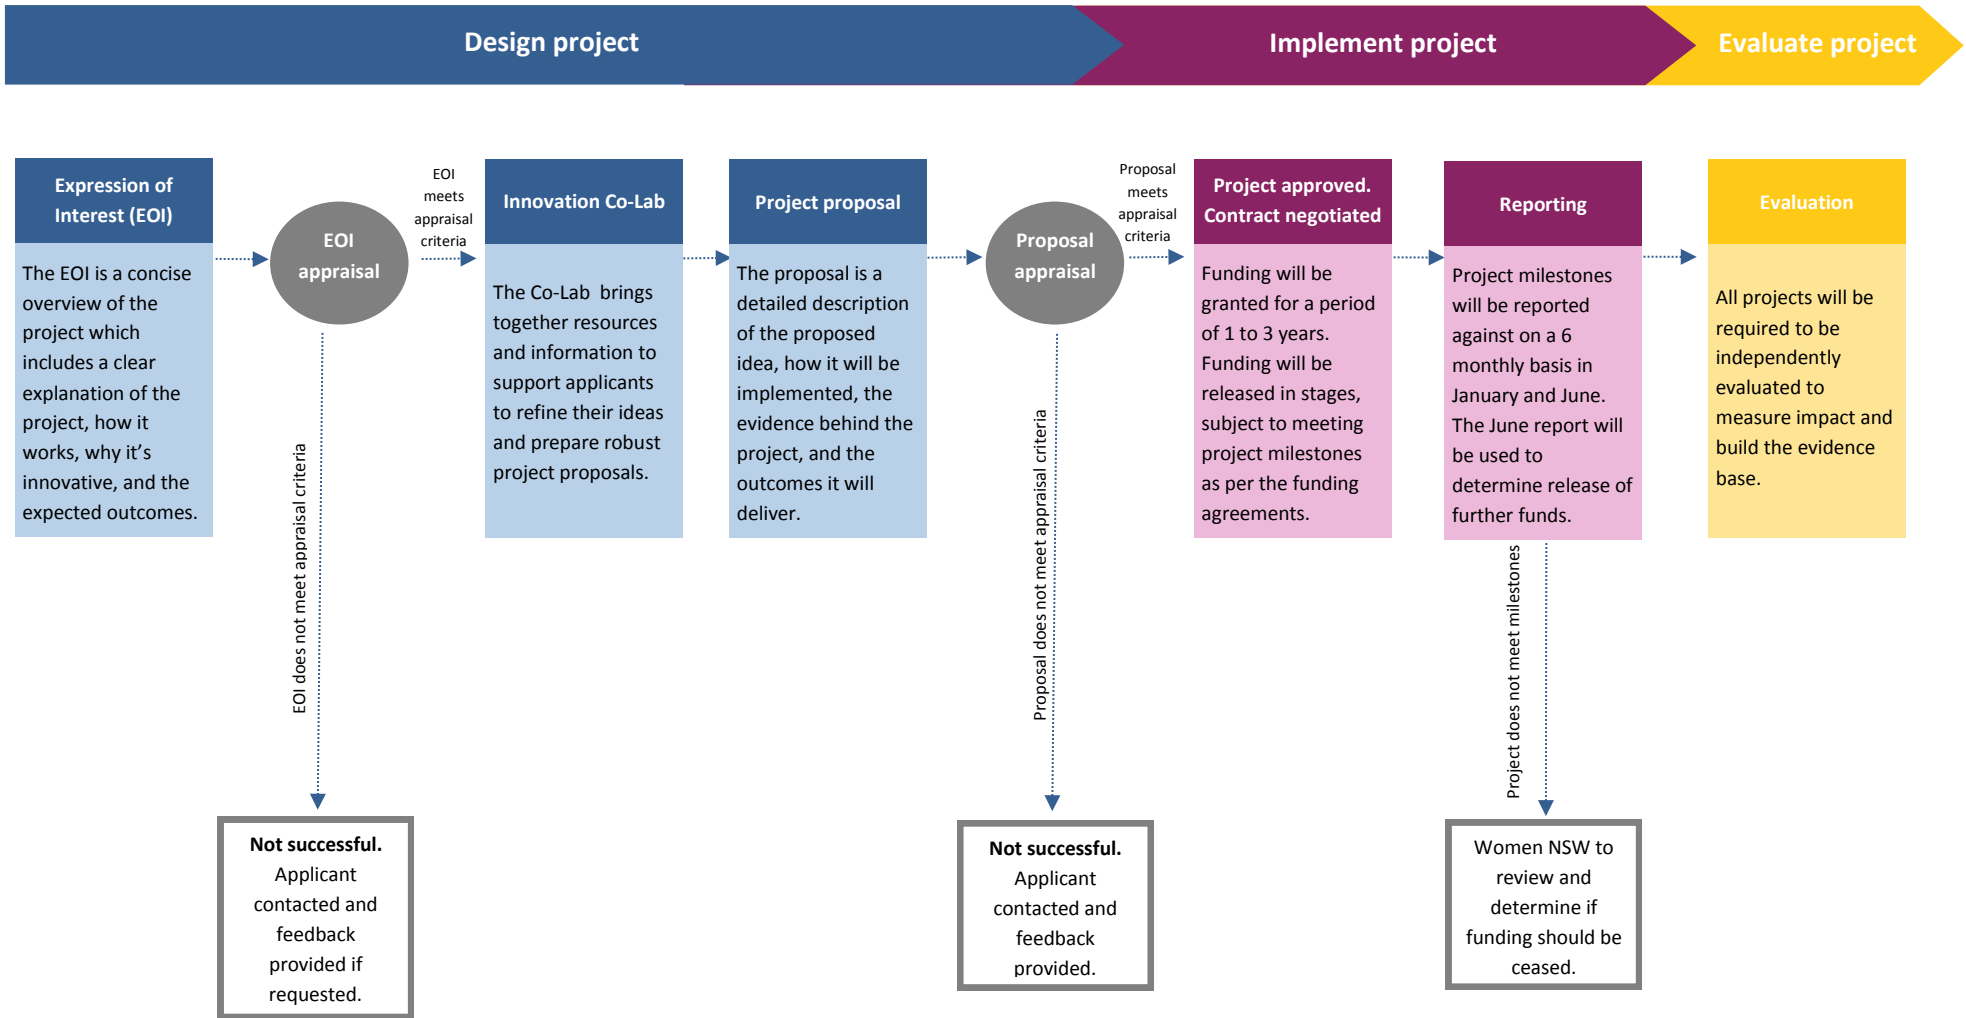 Design project
Implement project
Evaluate project
Expression of
Interest (EOI)
The EOI is a concise
overview of the
project which
includes a clear
explanation of the
project, how it
works, why it’s
innovative, and the
expected outcomes.
EOI
appraisal
EOI
meets
appraisal
criteria
EOI does not meet appraisal criteria
Not successful.
Applicant
contacted and
feedback
provided if
requested.
Innovation Co-Lab
The Co-Lab brings
together resources
and information to
support applicants
to refine their ideas
and prepare robust
project proposals.
Project proposal
The proposal is a
detailed description
of the proposed
idea, how it will be
implemented, the
evidence behind the
project, and the
outcomes it will
deliver.
Proposal
appraisal
Proposal
meets
appraisal
criteria
Proposal does not meet appraisal criteria
Not successful.
Applicant
contacted and
feedback
provided.
Project approved.
Contract negotiated
Funding will be
granted for a period
of 1 to 3 years.
Funding will be
released in stages,
subject to meeting
project milestones
as per the funding
agreements.
Reporting
Project milestones
will be reported
against on a 6
monthly basis in
January and June.
The June report will
be used to
determine release of
further funds.
Project does not meet milestones
Women NSW to
review and
determine if
funding should be
ceased.
Evaluation
All projects will be
required to be
independently
evaluated to
measure impact and
build the evidence
base.